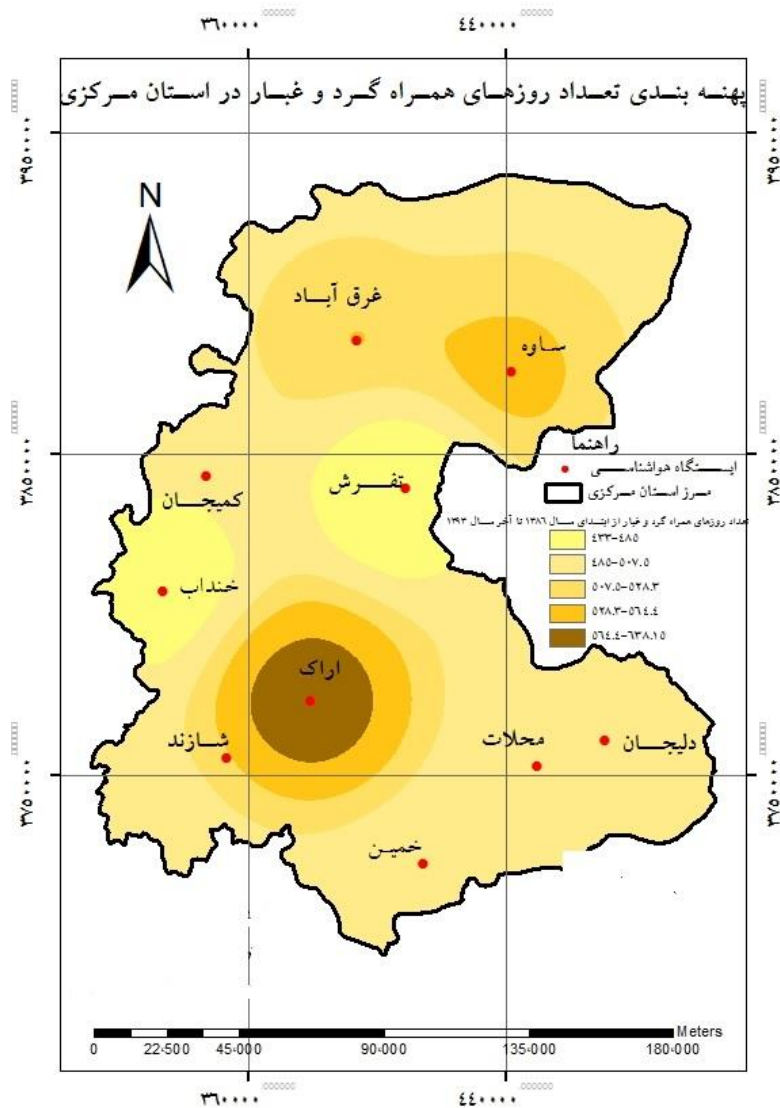 ۳۶۰۰۰۰ ۴۴۰۰۰۰
پهنه بندی تعداد روزهای همراه گرد و غبار در استان مرکزی
۳۹۵۰۰۰۰ ۳۹۵۰۰۰۰
N
غرق آباد
ساوه
راهنما
۳۸۵۰۰۰۰ ۳۸۵۰۰۰۰
ایستگاه هواشناسی
کمیجان
تفرش
مرز استان مرکزی
تعداد روزهای همراه گرد و غبار از ابتدای سال ۱۳۸۶ تا آخر سال ۱۳۹۳
۴۳۳-۴۸۵
۴۸۵-۵۰۷.۵
۵۰۷.۵-۵۲۸.۳
۵۲۸.۳-۵۶۴.۴
۵۶۴.۴-۶۳۸.۱۵
خنداب
اراک
شازند
محلات
دلیجان
۳۷۵۰۰۰۰ ۳۷۵۰۰۰۰
خمین
Meters
0 22،500 45،000 90،000 135،000 180،000
۳۶۰۰۰۰ ۴۴۰۰۰۰